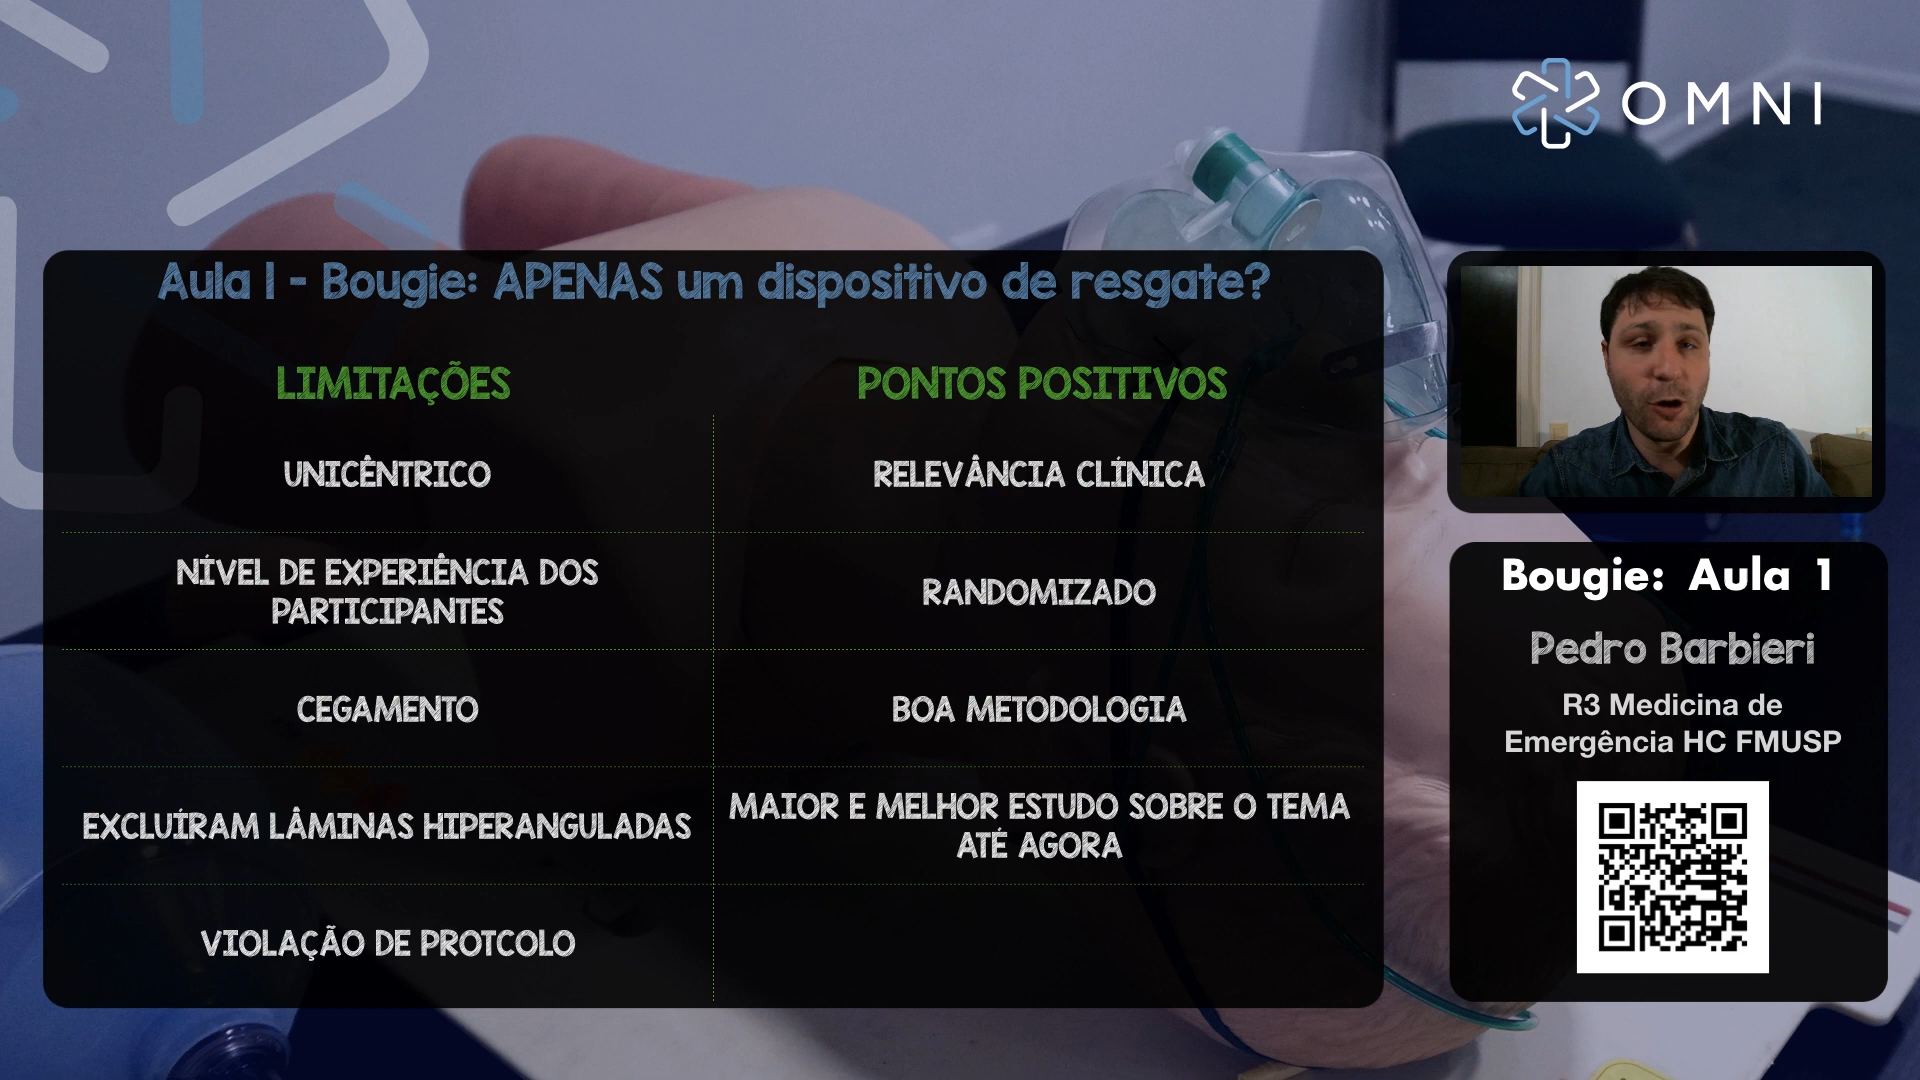 OMNI
Aula 1 - Bougie: APENAS um dispositivo de resgate?
LIMITAÇÕES
PONTOS POSITIVOS
UNICÊNTRICO
RELEVÂNCIA CLÍNICA
NÍVEL DE EXPERIÊNCIA DOS
PARTICIPANTES
RANDOMIZADO
CEGAMENTO
BOA METODOLOGIA
EXCLUÍRAM LÂMINAS HIPERANGULADAS
MAIOR E MELHOR ESTUDO SOBRE O TEMA
ATÉ AGORA
VIOLAÇÃO DE PROTCOLO
Bougie: Aula 1
Pedro Barbieri
R3 Medicina de
Emergência HC FMUSP